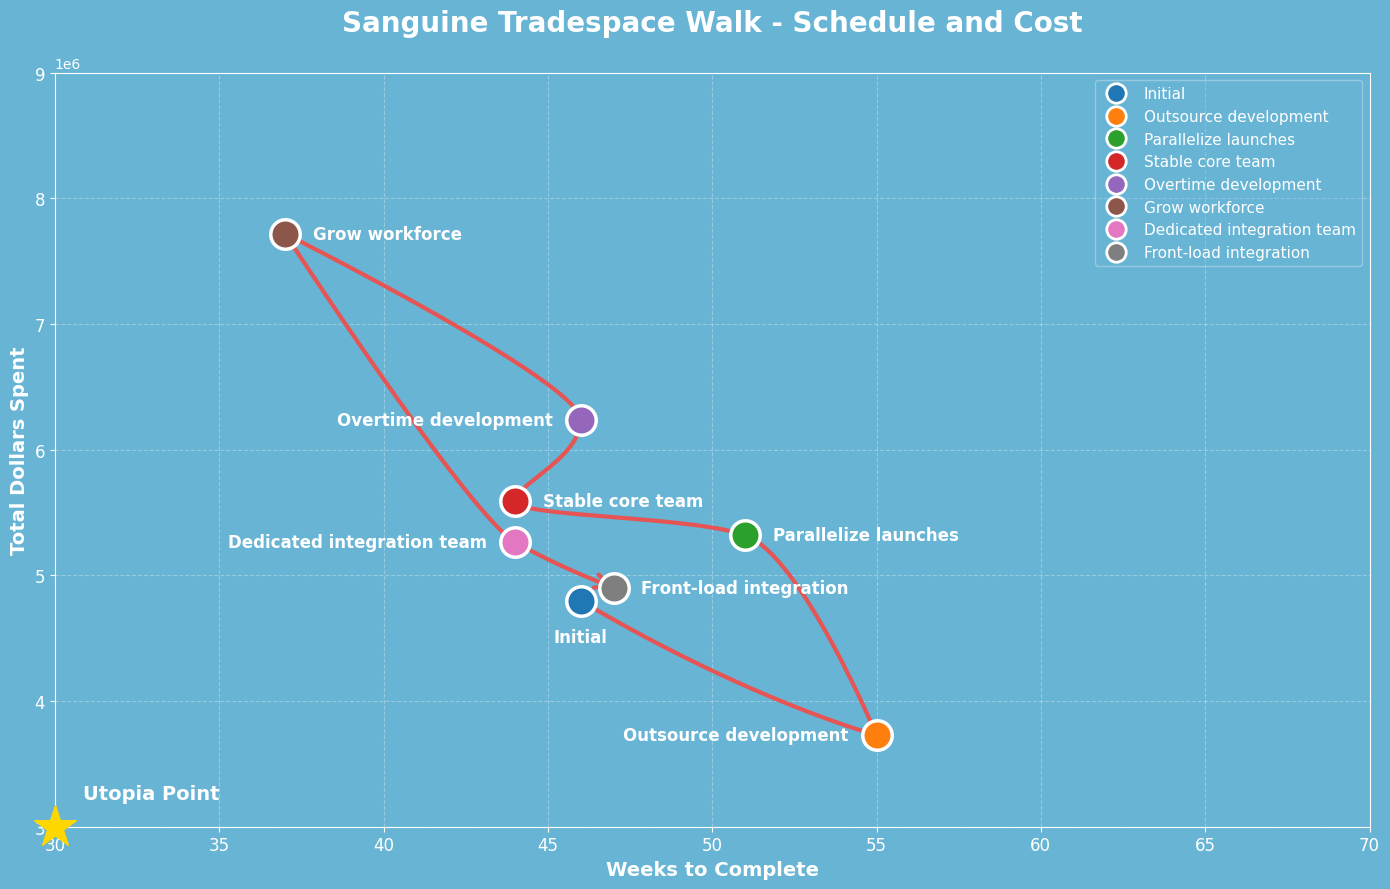 Sanguine Tradespace Walk - Schedule and Cost
1e6
9
8
7
6
5
4
3
Total Dollars Spent
Initial
Outsource development
Parallelize launches
Stable core team
Overtime development
Grow workforce
Dedicated integration team
Front-load integration
Grow workforce
Overtime development
Stable core team
Parallelize launches
Dedicated integration team
Front-load integration
Initial
Outsource development
Utopia Point
30 35 40 45 50 55 60 65 70
Weeks to Complete